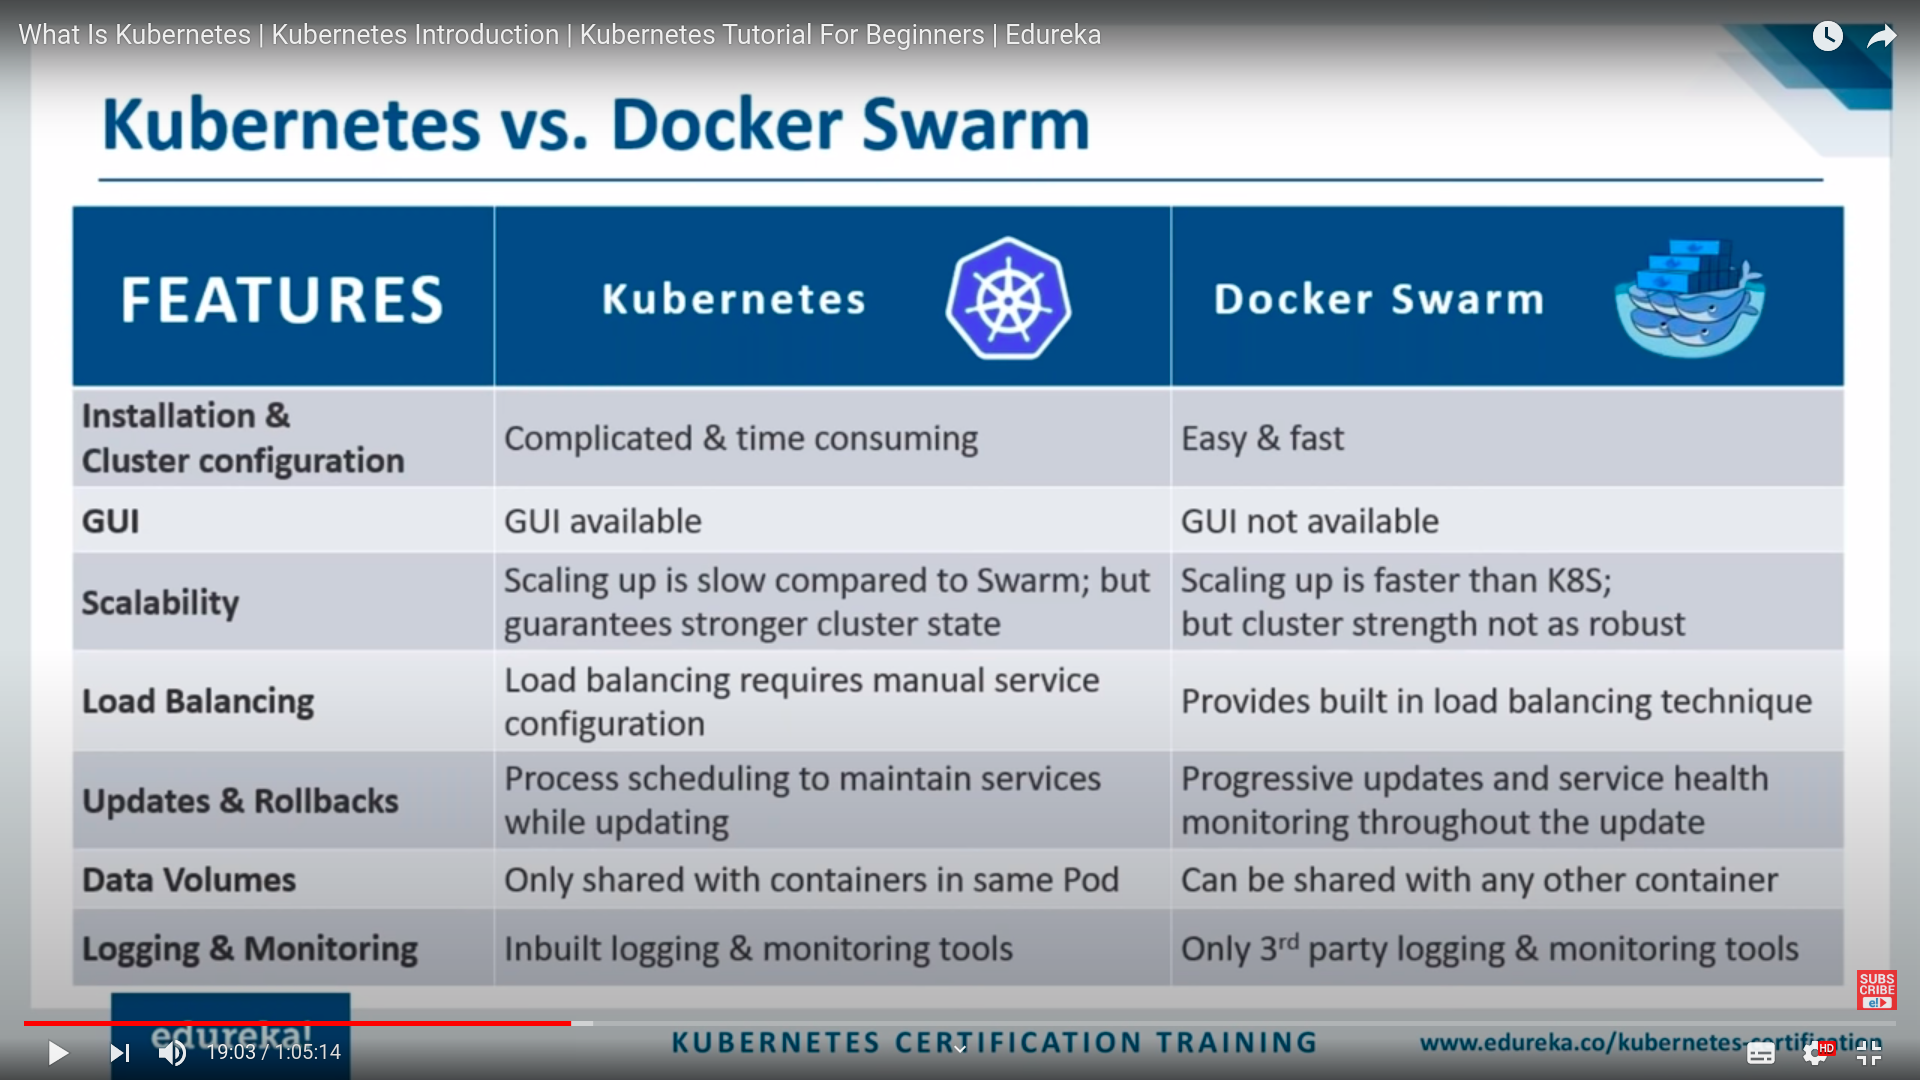 What Is Kubernetes | Kubernetes Introduction | Kubernetes Tutorial For Beginners | Edureka
Kubernetes vs. Docker Swarm
FEATURES
Kubernetes
Docker Swarm
Installation &
Cluster configuration
Complicated & time consuming
Easy & fast
GUI
GUI available
GUI not available
Scalability
Scaling up is slow compared to Swarm; but
guarantees stronger cluster state
Scaling up is faster than K8S;
but cluster strength not as robust
Load Balancing
Load balancing requires manual service
configuration
Provides built in load balancing technique
Updates & Rollbacks
Process scheduling to maintain services
while updating
Progressive updates and service health
monitoring throughout the update
Data Volumes
Only shared with containers in same Pod
Can be shared with any other container
Logging & Monitoring
Inbuilt logging & monitoring tools
Only 3rd party logging & monitoring tools
SUBS
CRIBE
e!
edureka!
KUBERNETES CERTIFICATION TRAINING
www.edureka.co/kubernetes-certification
19:03 / 1:05:14
HD